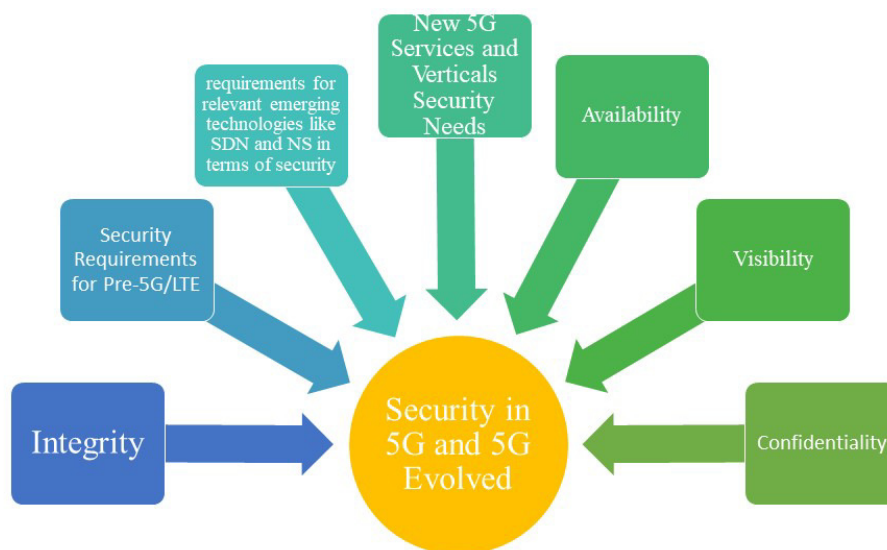 New 5G
Services and
Verticals
Security
Needs
requirements for
relevant emerging
technologies like
SDN and NS in
terms of security
Availability
Security
Requirements
for Pre-5G/LTE
Visibility
Integrity
Security in
5G and 5G
Evolved
Confidentiality